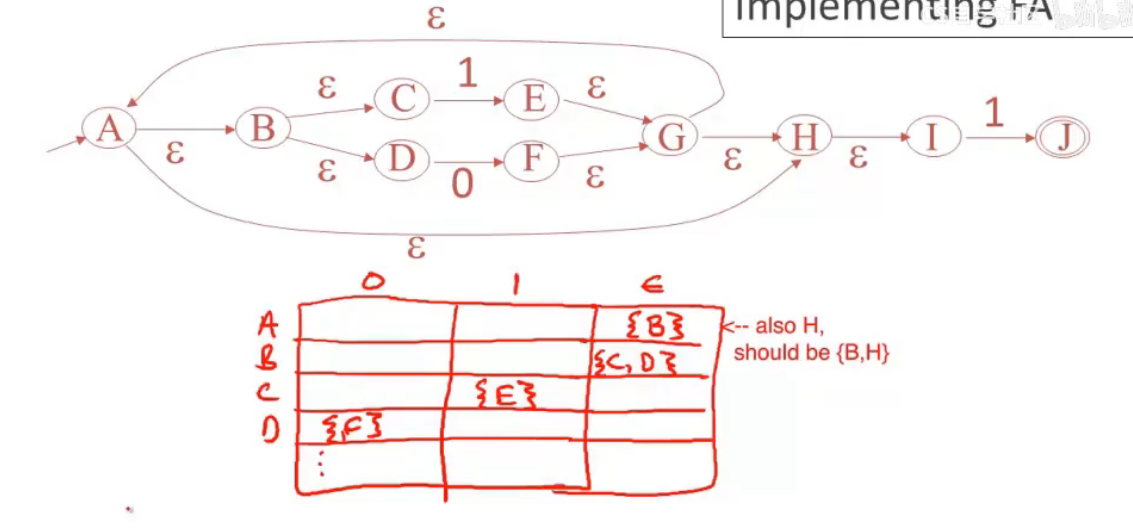 Implementing FA
ε
ε 1 ε
C E
A B G H I 1 J
ε ε D F ε ε ε
0
ε
0 1 ε
A {B} <-- also H,
should be {B,H}
B {C, D}
C {E}
D {F}
⋮